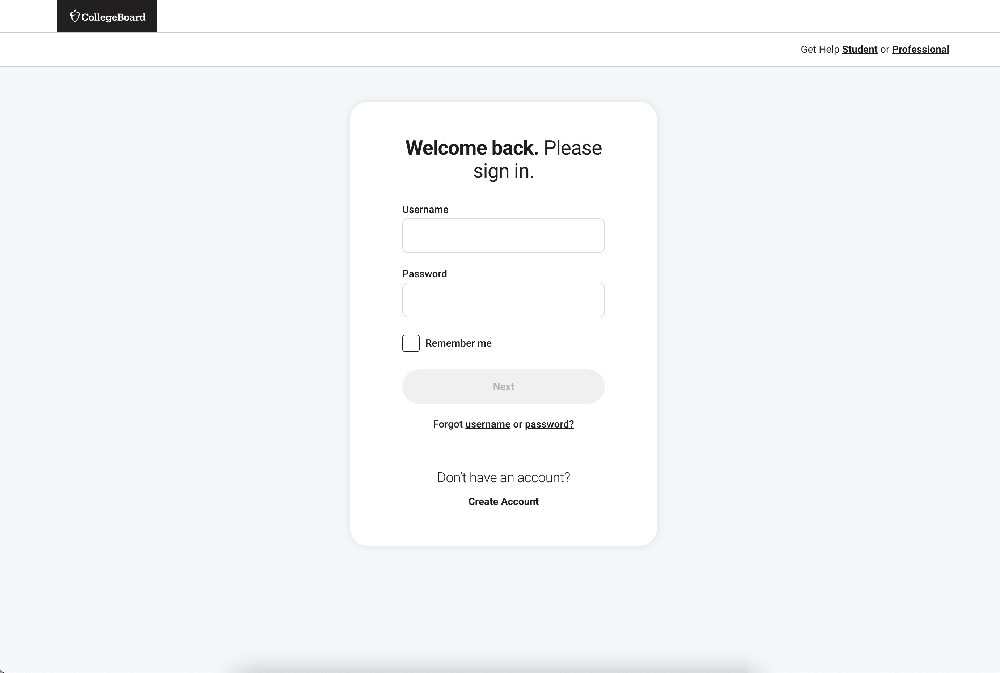 CollegeBoard
Get Help Student or Professional
Welcome back. Please
sign in.
Username
Password
Remember me
Next
Forgot username or password?
Don’t have an account?
Create Account